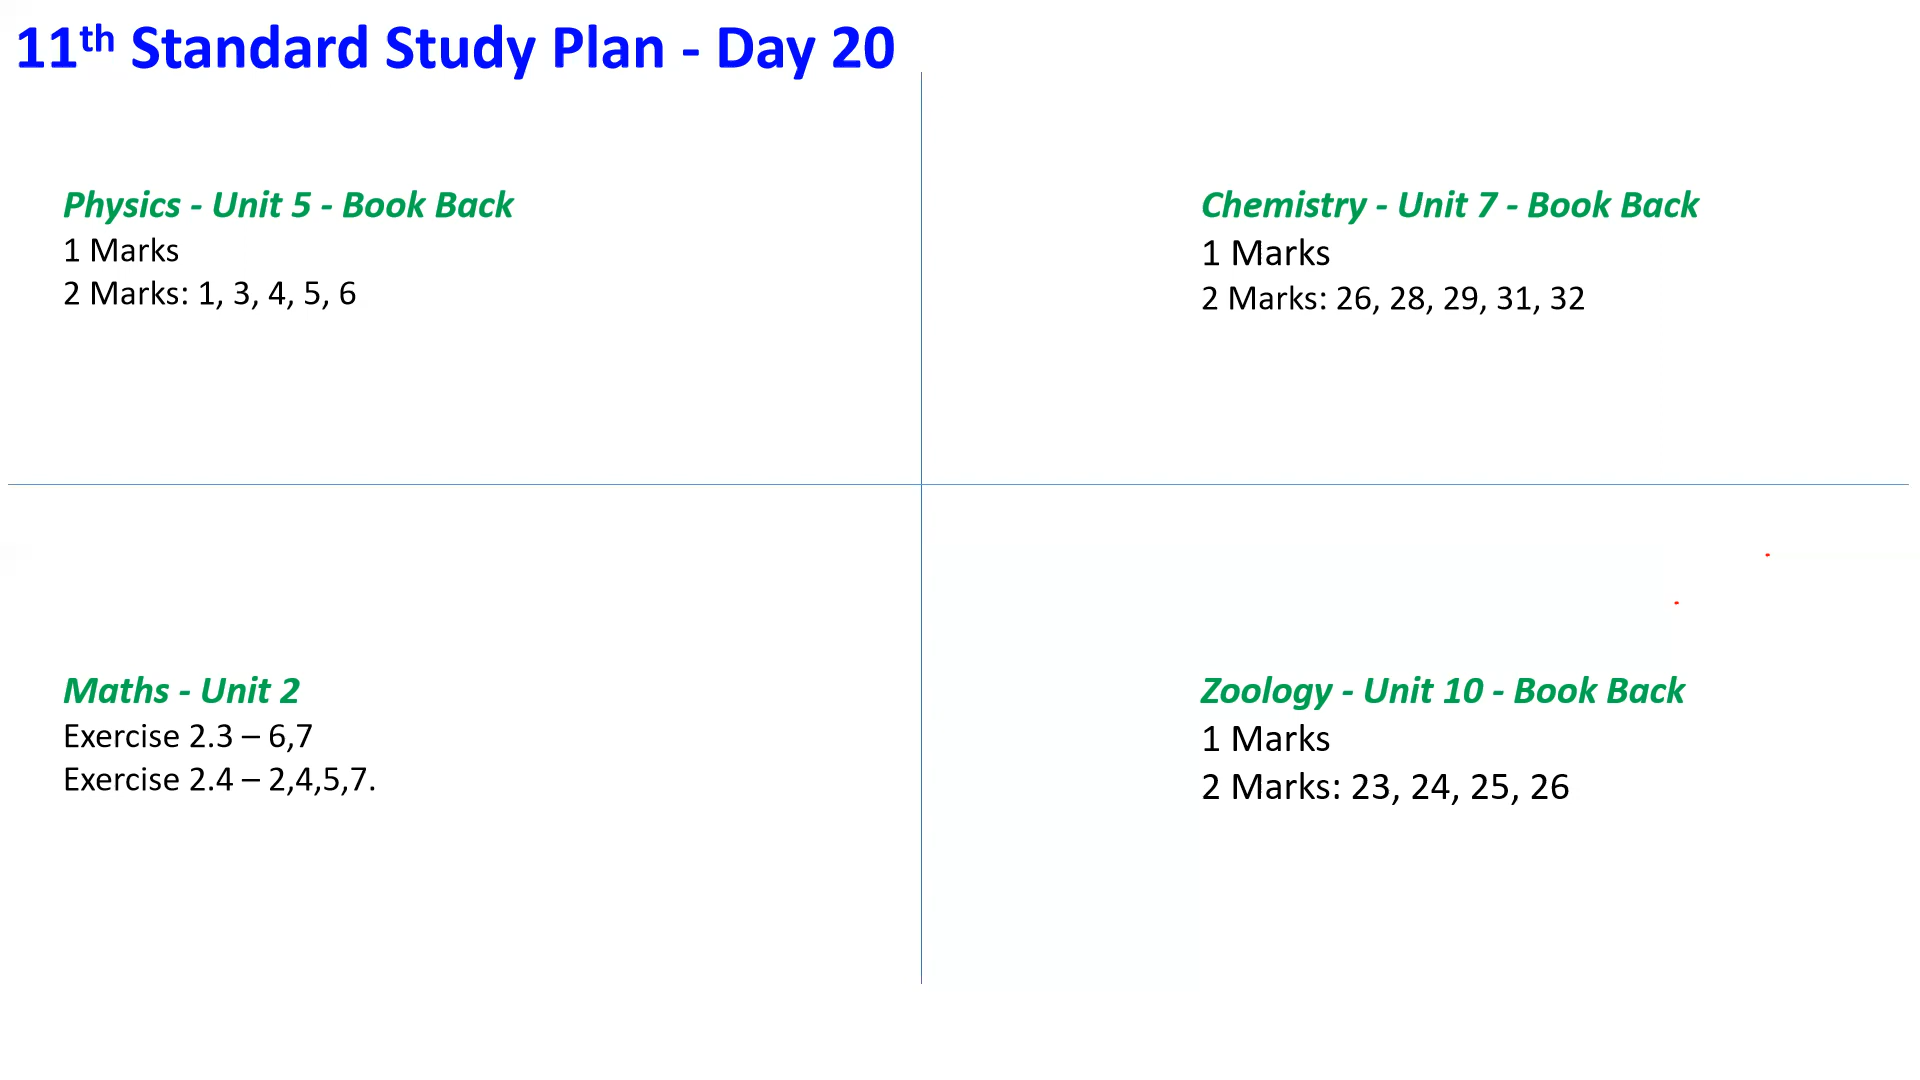 11th Standard Study Plan - Day 20
Physics - Unit 5 - Book Back
1 Marks
2 Marks: 1, 3, 4, 5, 6
Chemistry - Unit 7 - Book Back
1 Marks
2 Marks: 26, 28, 29, 31, 32
Maths - Unit 2
Exercise 2.3 – 6,7
Exercise 2.4 – 2,4,5,7.
Zoology - Unit 10 - Book Back
1 Marks
2 Marks: 23, 24, 25, 26